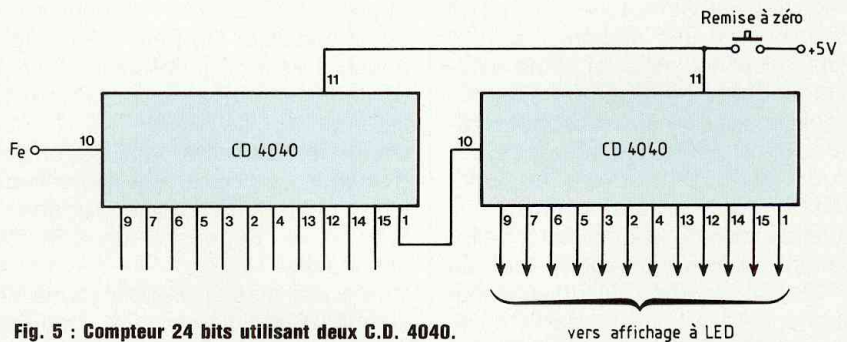 Remise à zéro
+5V
11
11
Fe
10
CD 4040
10
CD 4040
9 7 6 5 3 2 4 13 12 14 15 1
9 7 6 5 3 2 4 13 12 14 15 1
Fig. 5 : Compteur 24 bits utilisant deux C.D. 4040.
vers affichage à LED